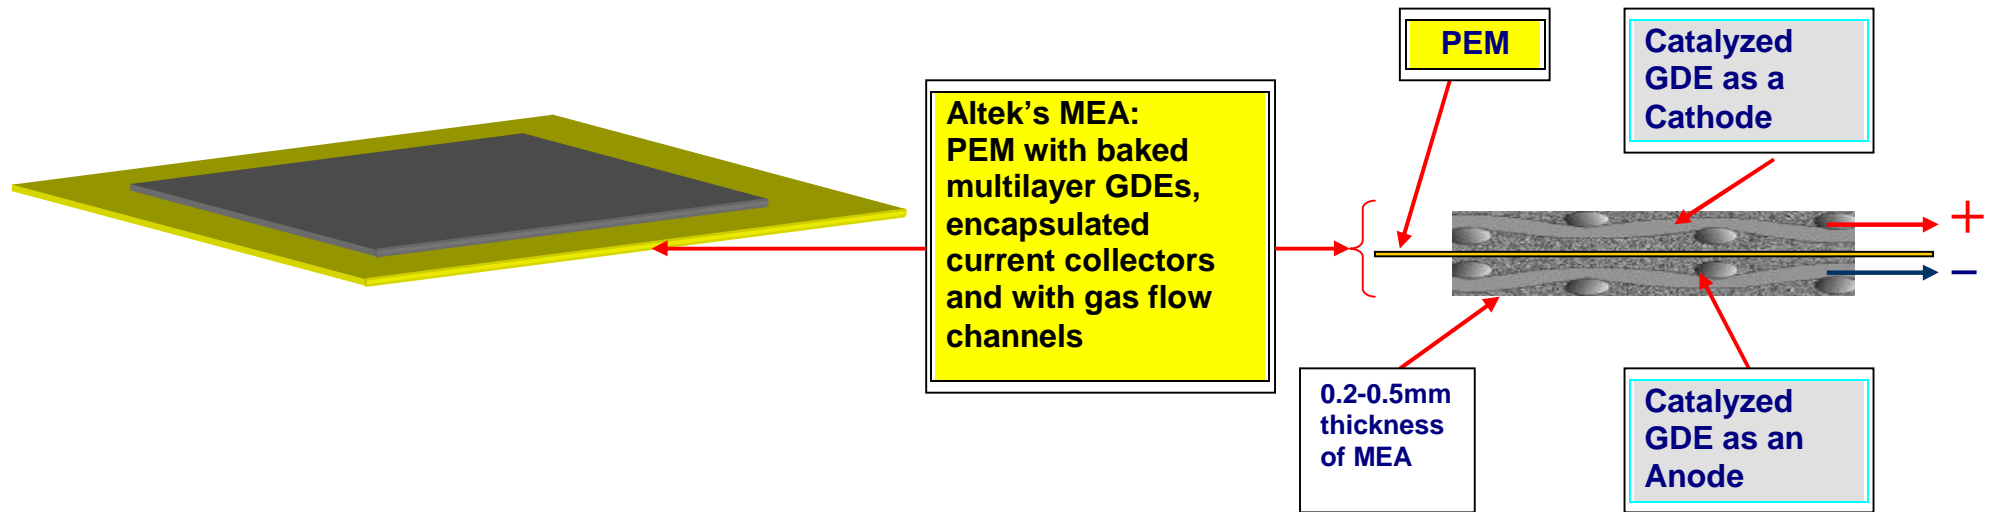 Altek’s MEA:
PEM with baked
multilayer GDEs,
encapsulated
current collectors
and with gas flow
channels
PEM
Catalyzed
GDE as a
Cathode
+
–
0.2-0.5mm
thickness
of MEA
Catalyzed
GDE as an
Anode